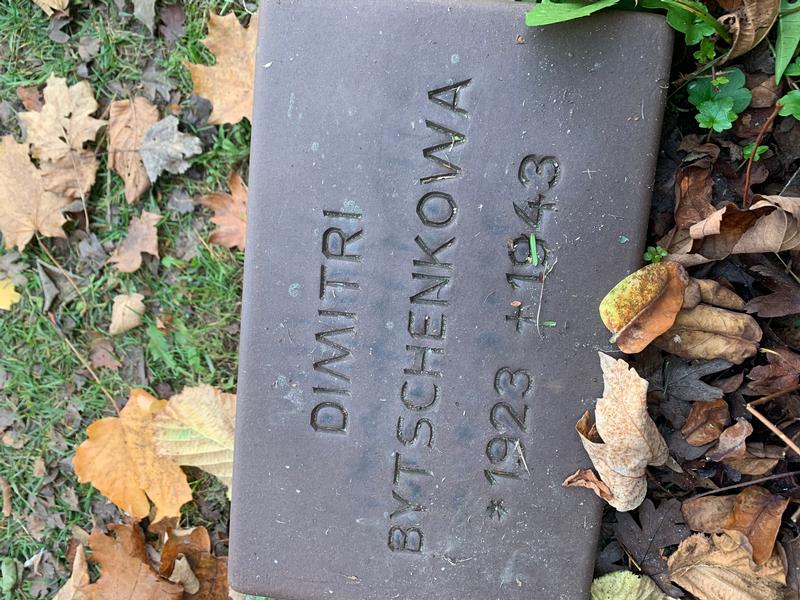 DIMITRI
BYTSCHENKOWA
*1923 +1943